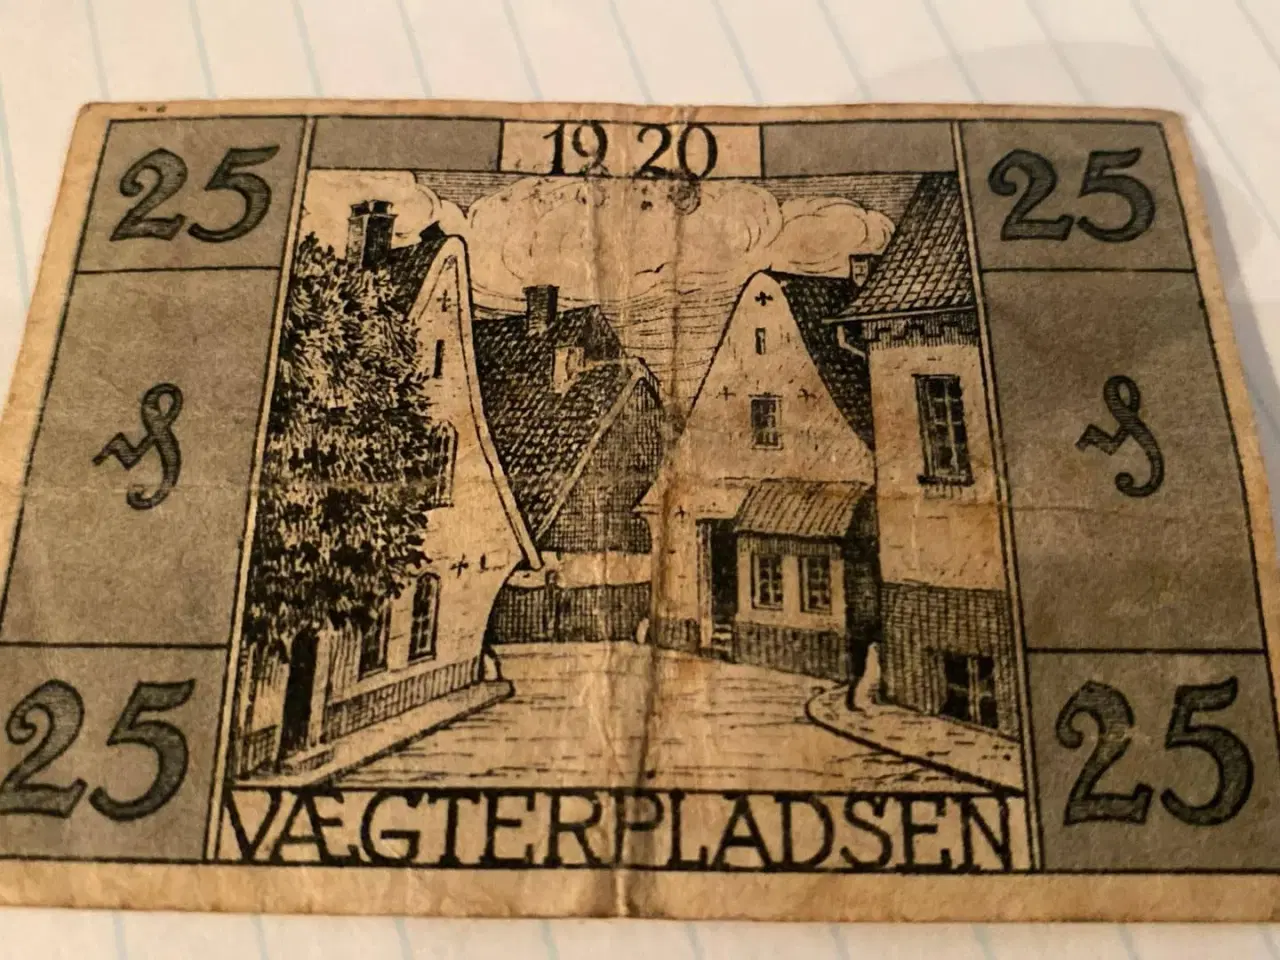 25 1920 25
₰ ₰
25 25
VÆGTERPLADSEN